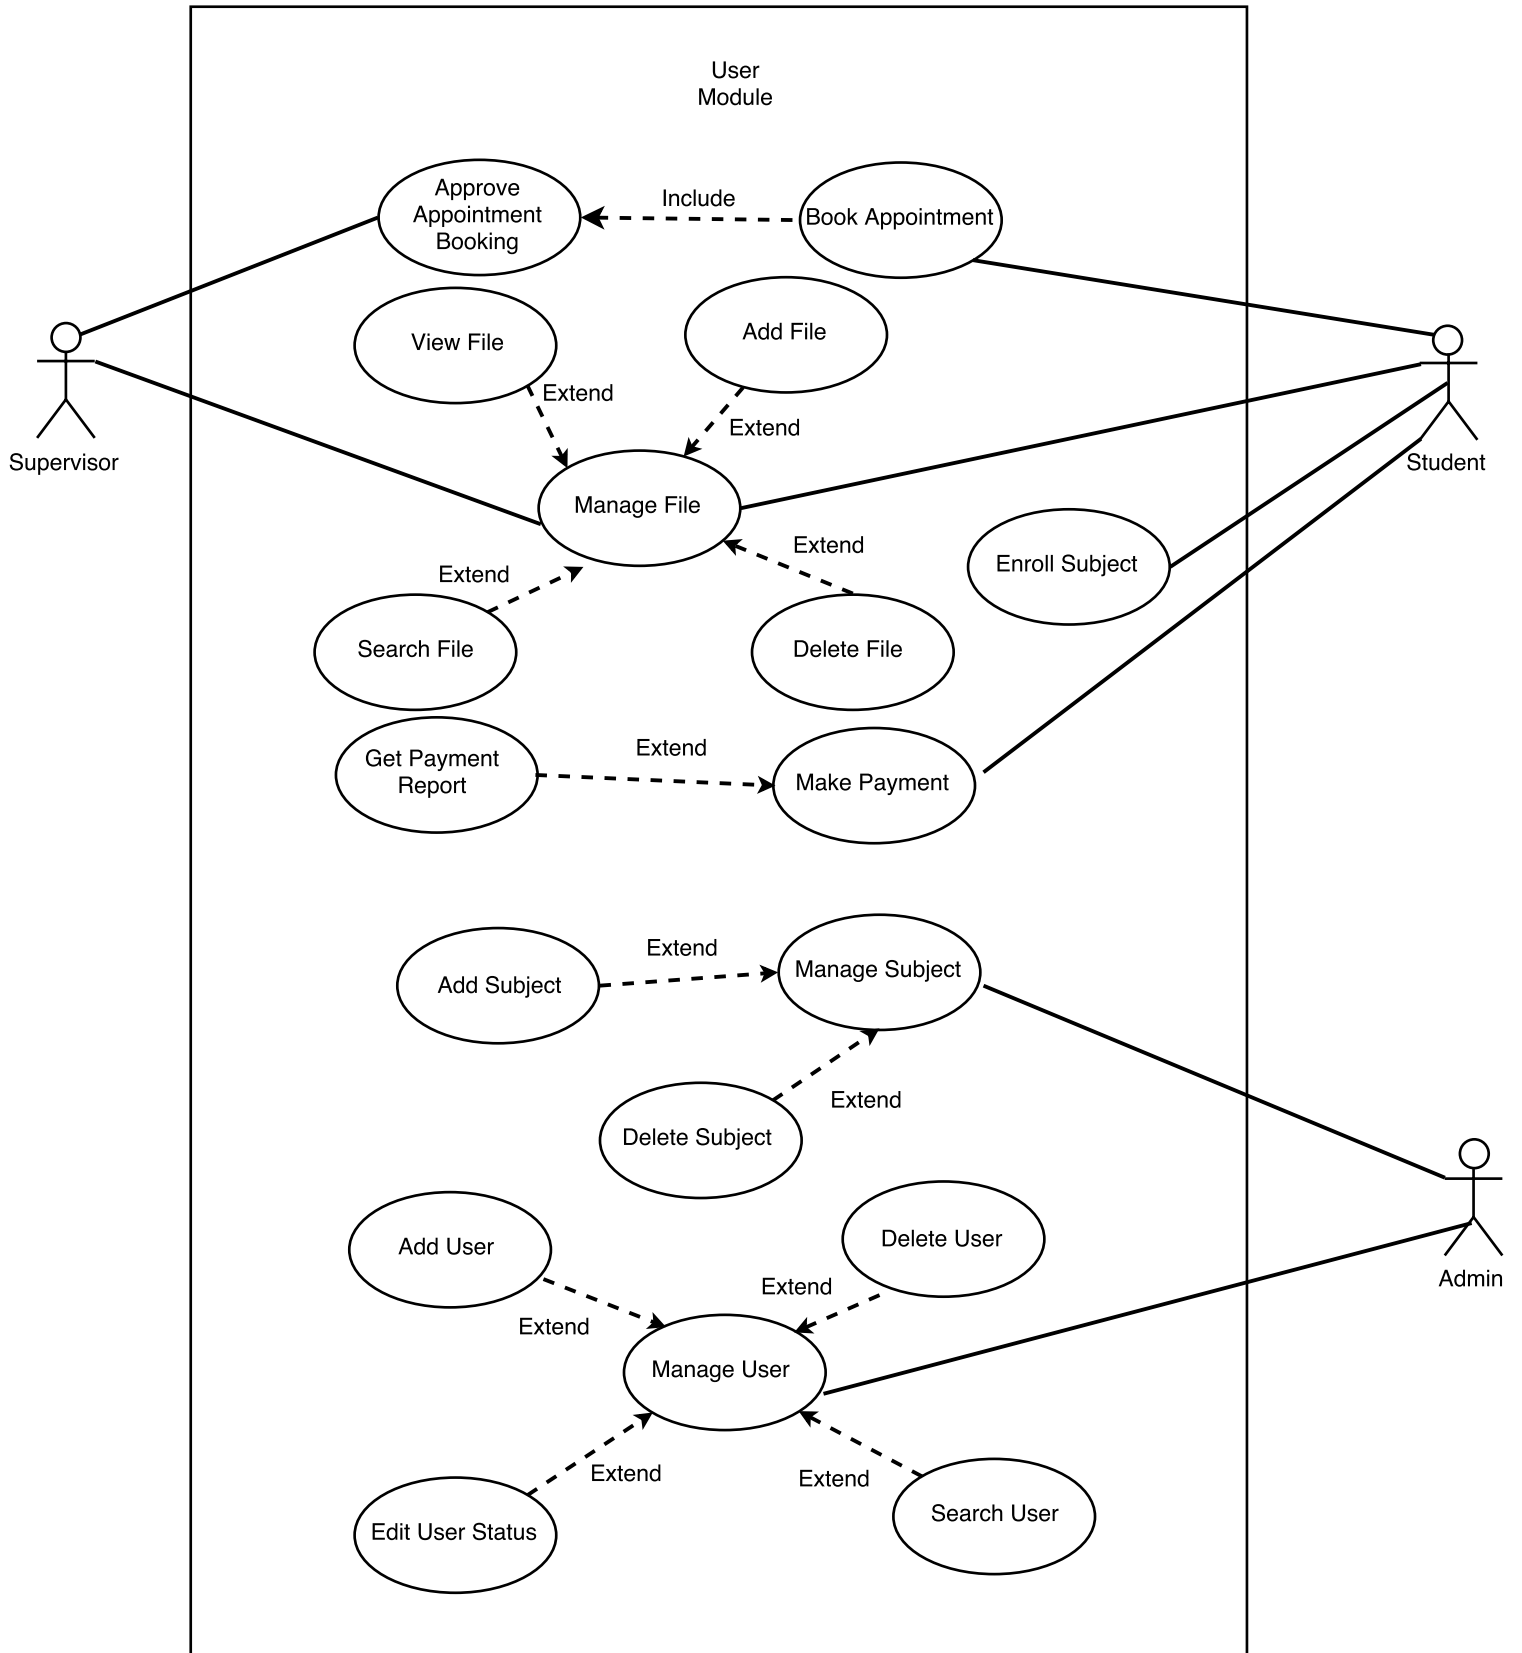 User
Module
Approve
Appointment
Booking
Include
Book Appointment
View File
Add File
Extend
Extend
Supervisor
Student
Manage File
Extend
Enroll Subject
Extend
Search File
Delete File
Get Payment
Report
Extend
Make Payment
Extend
Manage Subject
Add Subject
Extend
Delete Subject
Add User
Delete User
Admin
Extend
Extend
Manage User
Extend
Extend
Search User
Edit User Status